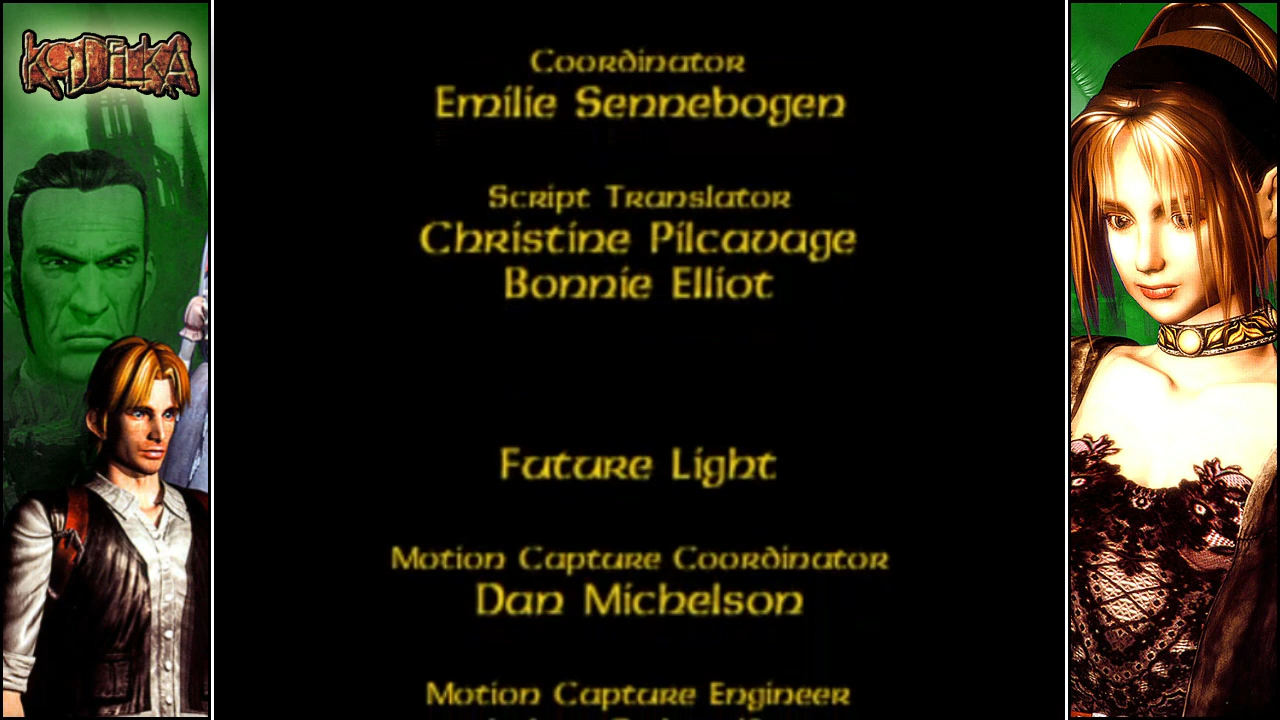 KOUDELKA
Coordinator
Emilie Sennebogen
Script Translator
Christine Pilcavage
Bonnie Elliot
Future Light
Motion Capture Coordinator
Dan Michelson
Motion Capture Engineer